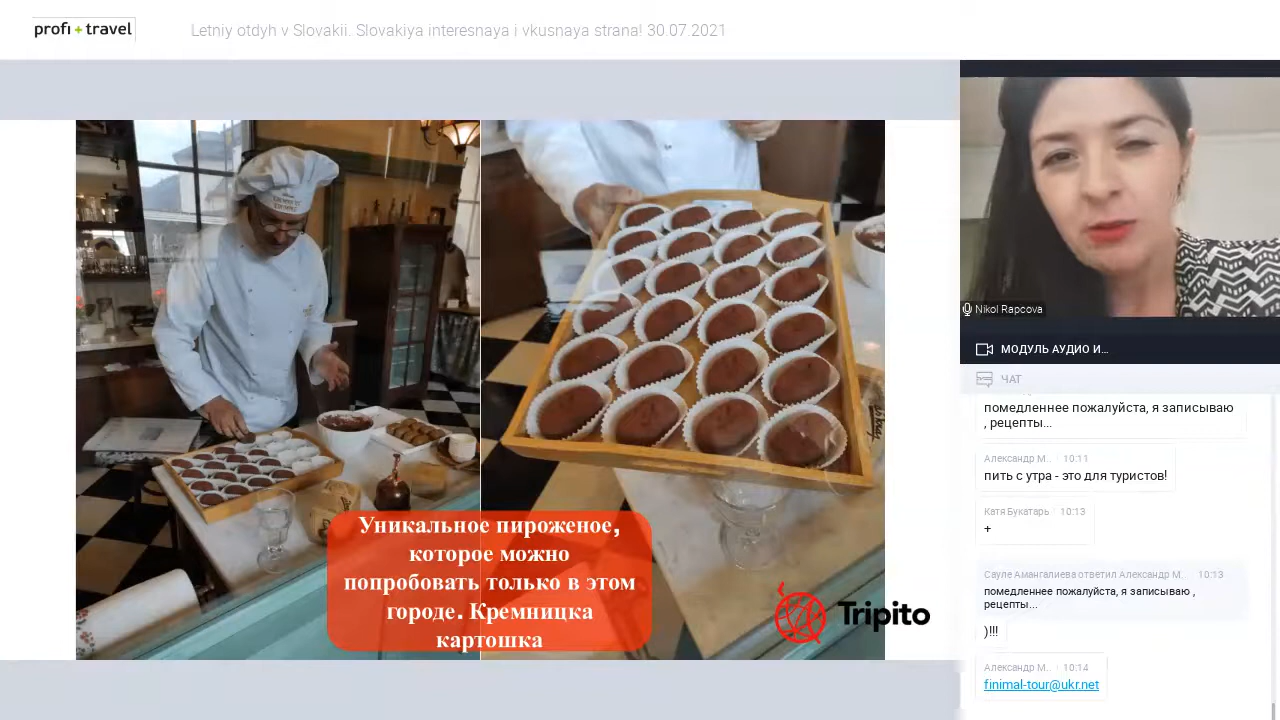 profi + travel
Letniy otdyh v Slovakii. Slovakiya interesnaya i vkusnaya strana! 30.07.2021
Уникальное пироженое,
которое можно
попробовать только в этом
городе. Кремницка
картошка
Tripito
Nikol Rapcova
МОДУЛЬ АУДИО И...
ЧАТ
помедленнее пожалуйста, я записываю
, рецепты...
Александр М.. 10:11
пить с утра - это для туристов!
Катя Букатарь 10:13
+
Сауле Амангалиева ответил Александр М.. 10:13
помедленнее пожалуйста, я записываю ,
рецепты...
)!!!
Александр М.. 10:14
finimal-tour@ukr.net